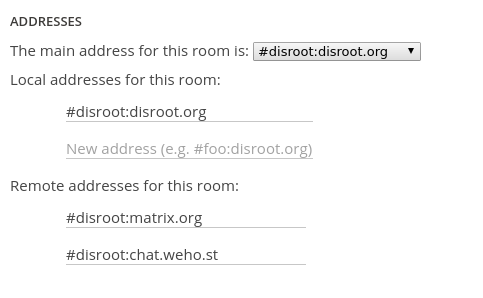 ADDRESSES
The main address for this room is: #disroot:disroot.org
Local addresses for this room:
#disroot:disroot.org
New address (e.g. #foo:disroot.org)
Remote addresses for this room:
#disroot:matrix.org
#disroot:chat.weho.st